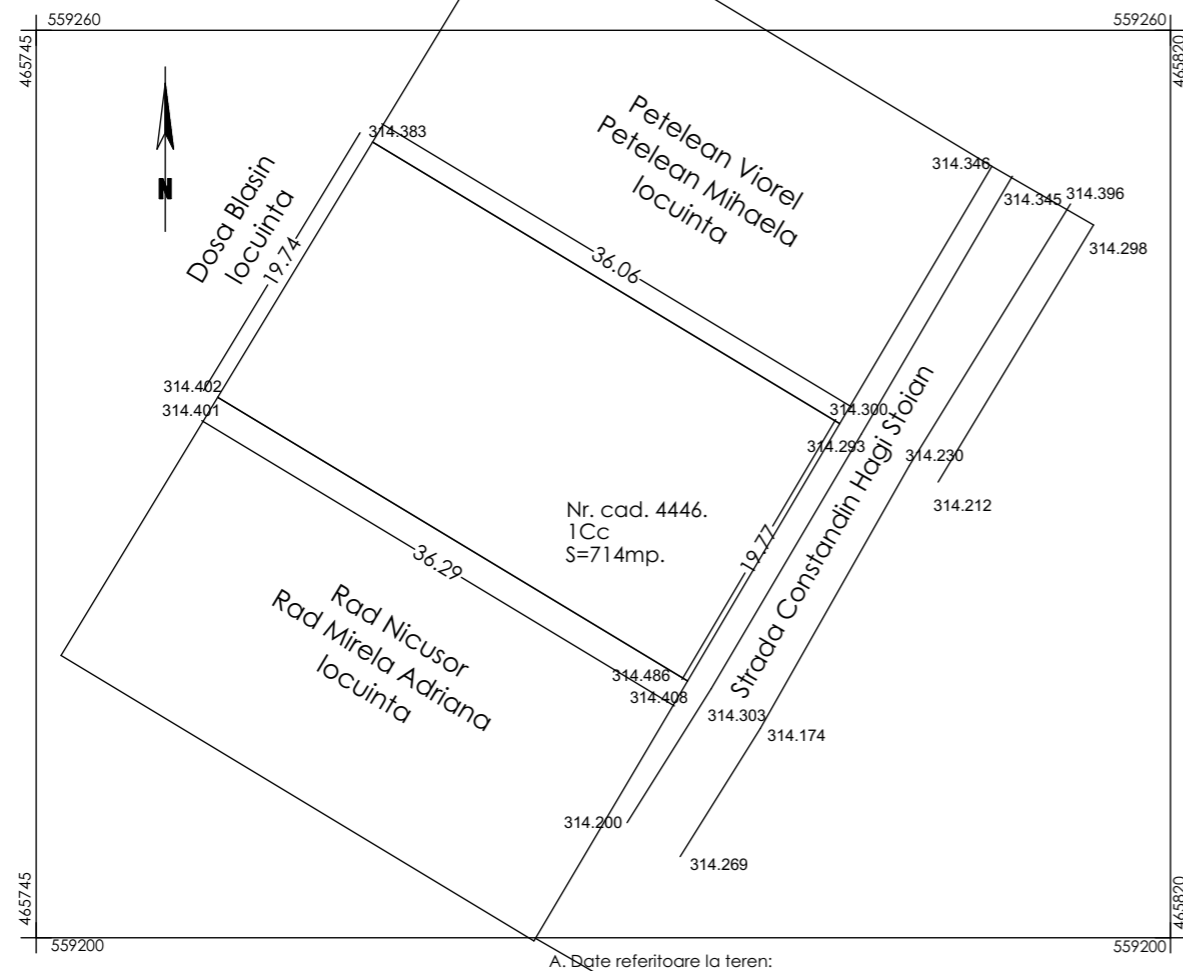 559260
559260
465745
465820
N
314.383
Dosa Blasin
locuinta
19.74
Petelean Viorel
Petelean Mihaela
locuinta
36.06
314.346
314.345
314.396
314.298
314.402
314.401
314.300
314.293
314.230
314.212
Strada Constandin Hagi Stoian
Nr. cad. 4446.
1Cc
S=714mp.
19.77
36.29
Rad Nicusor
Rad Mirela Adriana
locuinta
314.486
314.408
314.303
314.174
314.200
314.269
465745
465820
559200
559200
A. Date referitoare la teren: